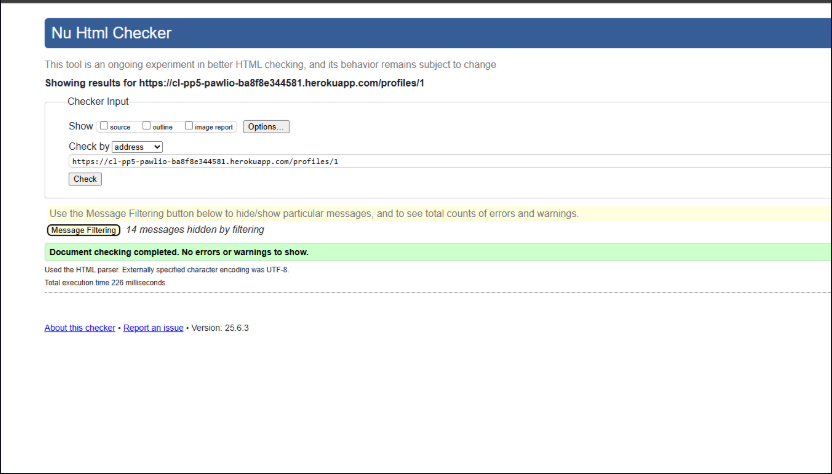 Nu Html Checker
This tool is an ongoing experiment in better HTML checking, and its behavior remains subject to change
Showing results for https://cl-pp5-pawlio-ba8f8e344581.herokuapp.com/profiles/1
Checker Input
Show source outline image report Options...
Check by address
https://cl-pp5-pawlio-ba8f8e344581.herokuapp.com/profiles/1
Check
Use the Message Filtering button below to hide/show particular messages, and to see total counts of errors and warnings.
Message Filtering 14 messages hidden by filtering
Document checking completed. No errors or warnings to show.
Used the HTML parser. Externally specified character encoding was UTF-8.
Total execution time 226 milliseconds.
About this checker • Report an issue • Version: 25.6.3